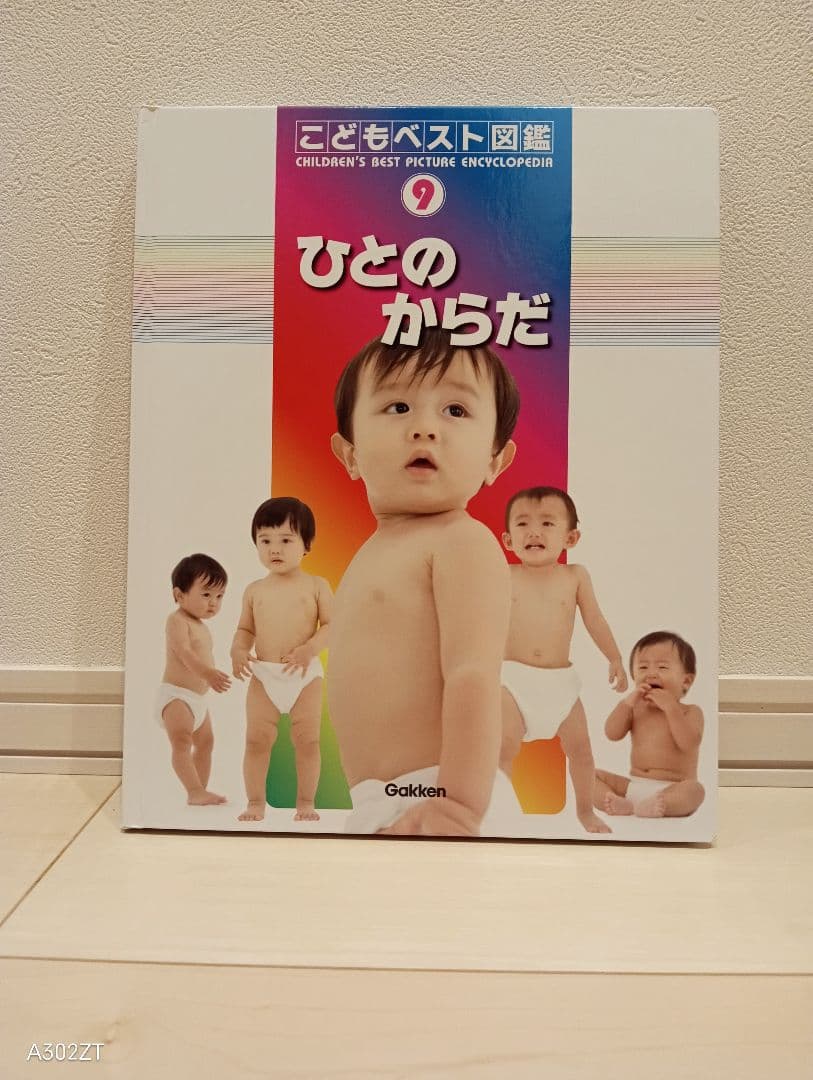 こどもベスト図鑑
CHILDREN'S BEST PICTURE ENCYCLOPEDIA
9
ひとの
からだ
Gakken
A302ZT